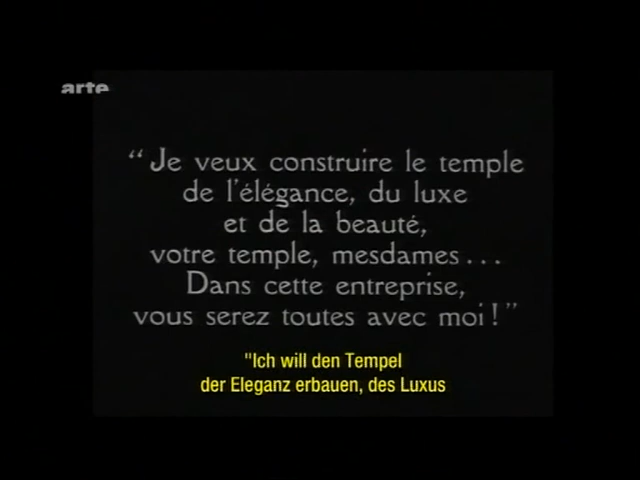 arte
“Je veux construire le temple
de l'élégance, du luxe
et de la beauté,
votre temple, mesdames...
Dans cette entreprise,
vous serez toutes avec moi!”
"Ich will den Tempel
der Eleganz erbauen, des Luxus